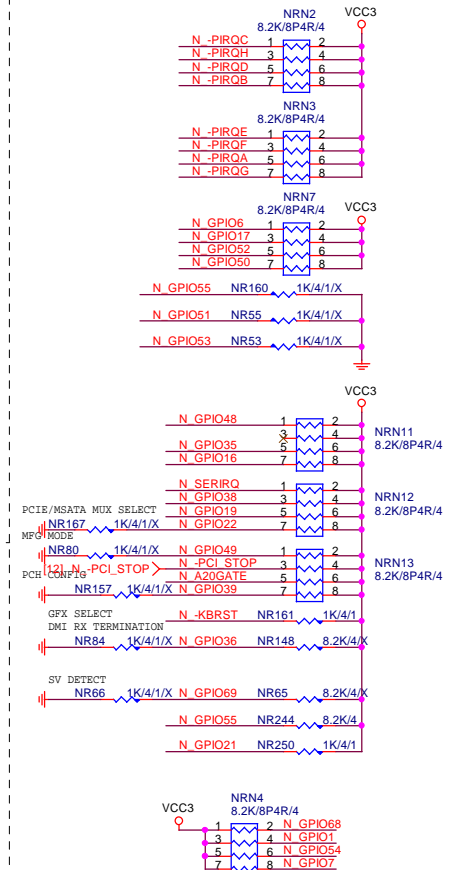 NRN2 VCC3
8.2K/8P4R/4
N_-PIRQC 1 2
N_-PIRQH 3 4
N_-PIRQD 5 6
N_-PIRQB 7 8
NRN3
8.2K/8P4R/4
N_-PIRQE 1 2
N_-PIRQF 3 4
N_-PIRQA 5 6
N_-PIRQG 7 8
NRN7 VCC3
8.2K/8P4R/4
N_GPIO6 1 2
N_GPIO17 3 4
N_GPIO52 5 6
N_GPIO50 7 8
N_GPIO55 NR160 1K/4/1/X
N_GPIO51 NR55 1K/4/1/X
N_GPIO53 NR53 1K/4/1/X
VCC3
N_GPIO48 1 2
3 4 NRN11
N_GPIO35 5 6 8.2K/8P4R/4
N_GPIO16 7 8
N_SERIRQ 1 2
N_GPIO38 3 4 NRN12
N_GPIO19 5 6 8.2K/8P4R/4
PCIE/MSATA MUX SELECT
NR167 1K/4/1/X N_GPIO22 7 8
MFG MODE
NR80 1K/4/1/X N_GPIO49 1 2
[12] N_-PCI_STOP N_-PCI_STOP 3 4 NRN13
N_A20GATE 5 6 8.2K/8P4R/4
PCH CONFIG
NR157 1K/4/1/X N_GPIO39 7 8
GFX SELECT N_-KBRST NR161 1K/4/1
DMI RX TERMINATION
NR84 1K/4/1/X N_GPIO36 NR148 8.2K/4/X
SV DETECT
NR66 1K/4/1/X N_GPIO69 NR65 8.2K/4/X
N_GPIO55 NR244 8.2K/4
N_GPIO21 NR250 1K/4/1
VCC3 NRN4
8.2K/8P4R/4
1 2 N_GPIO68
3 4 N_GPIO1
5 6 N_GPIO54
7 8 N_GPIO7